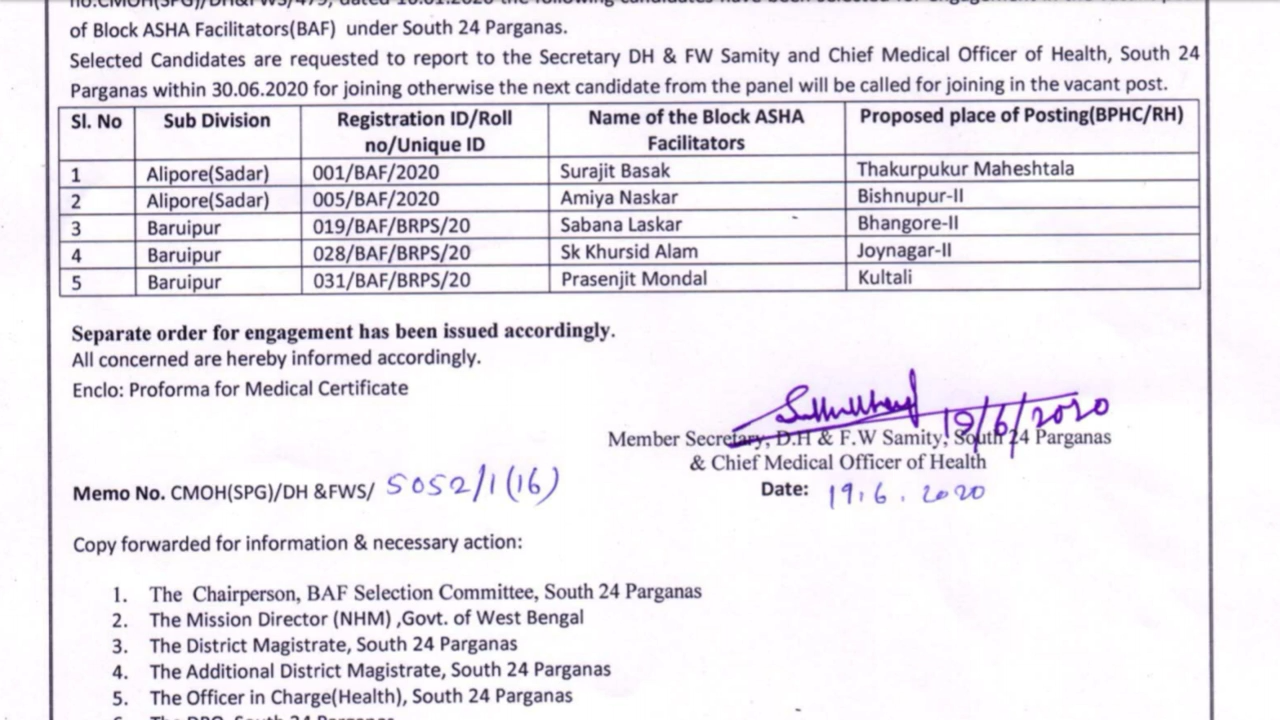 of Block ASHA Facilitators(BAF) under South 24 Parganas.
Selected Candidates are requested to report to the Secretary DH & FW Samity and Chief Medical Officer of Health, South 24
Parganas within 30.06.2020 for joining otherwise the next candidate from the panel will be called for joining in the vacant post.
Sl. No Sub Division Registration ID/Roll no/Unique ID Name of the Block ASHA Facilitators Proposed place of Posting(BPHC/RH)
1 Alipore(Sadar) 001/BAF/2020 Surajit Basak Thakurpukur Maheshtala
2 Alipore(Sadar) 005/BAF/2020 Amiya Naskar Bishnupur-II
3 Baruipur 019/BAF/BRPS/20 Sabana Laskar Bhangore-II
4 Baruipur 028/BAF/BRPS/20 Sk Khursid Alam Joynagar-II
5 Baruipur 031/BAF/BRPS/20 Prasenjit Mondal Kultali
Separate order for engagement has been issued accordingly.
All concerned are hereby informed accordingly.
Enclo: Proforma for Medical Certificate
19/6/2020
Member Secretary, D.H & F.W Samity, South 24 Parganas
& Chief Medical Officer of Health
Memo No. CMOH(SPG)/DH &FWS/ 5052/1(16)
Date: 19.6.2020
Copy forwarded for information & necessary action:
1. The Chairperson, BAF Selection Committee, South 24 Parganas
2. The Mission Director (NHM) ,Govt. of West Bengal
3. The District Magistrate, South 24 Parganas
4. The Additional District Magistrate, South 24 Parganas
5. The Officer in Charge(Health), South 24 Parganas